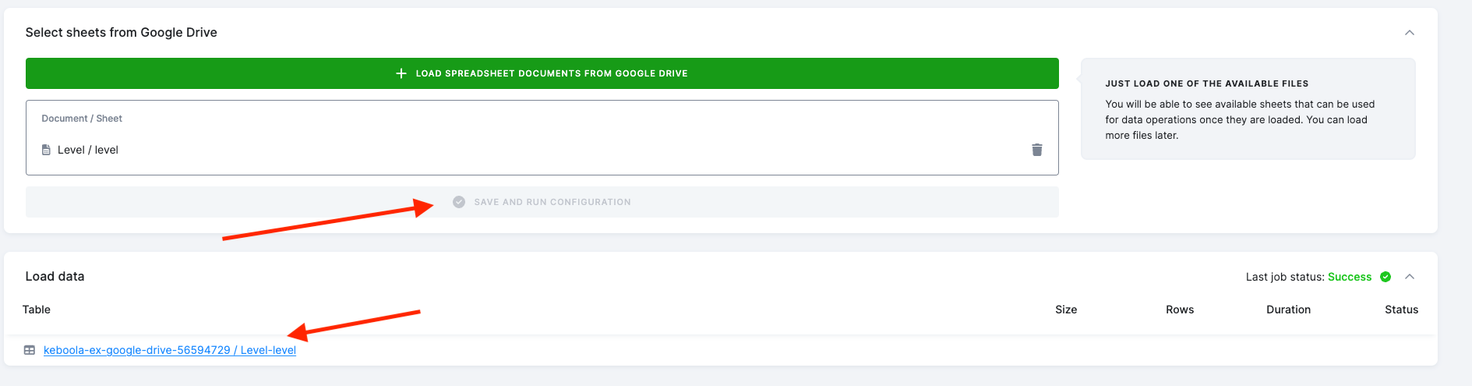 Select sheets from Google Drive
LOAD SPREADSHEET DOCUMENTS FROM GOOGLE DRIVE
Document / Sheet
Level / level
SAVE AND RUN CONFIGURATION
JUST LOAD ONE OF THE AVAILABLE FILES
You will be able to see available sheets that can be used
for data operations once they are loaded. You can load
more files later.
Load data
Last job status: Success
Table Size Rows Duration Status
keboola-ex-google-drive-56594729 / Level-level